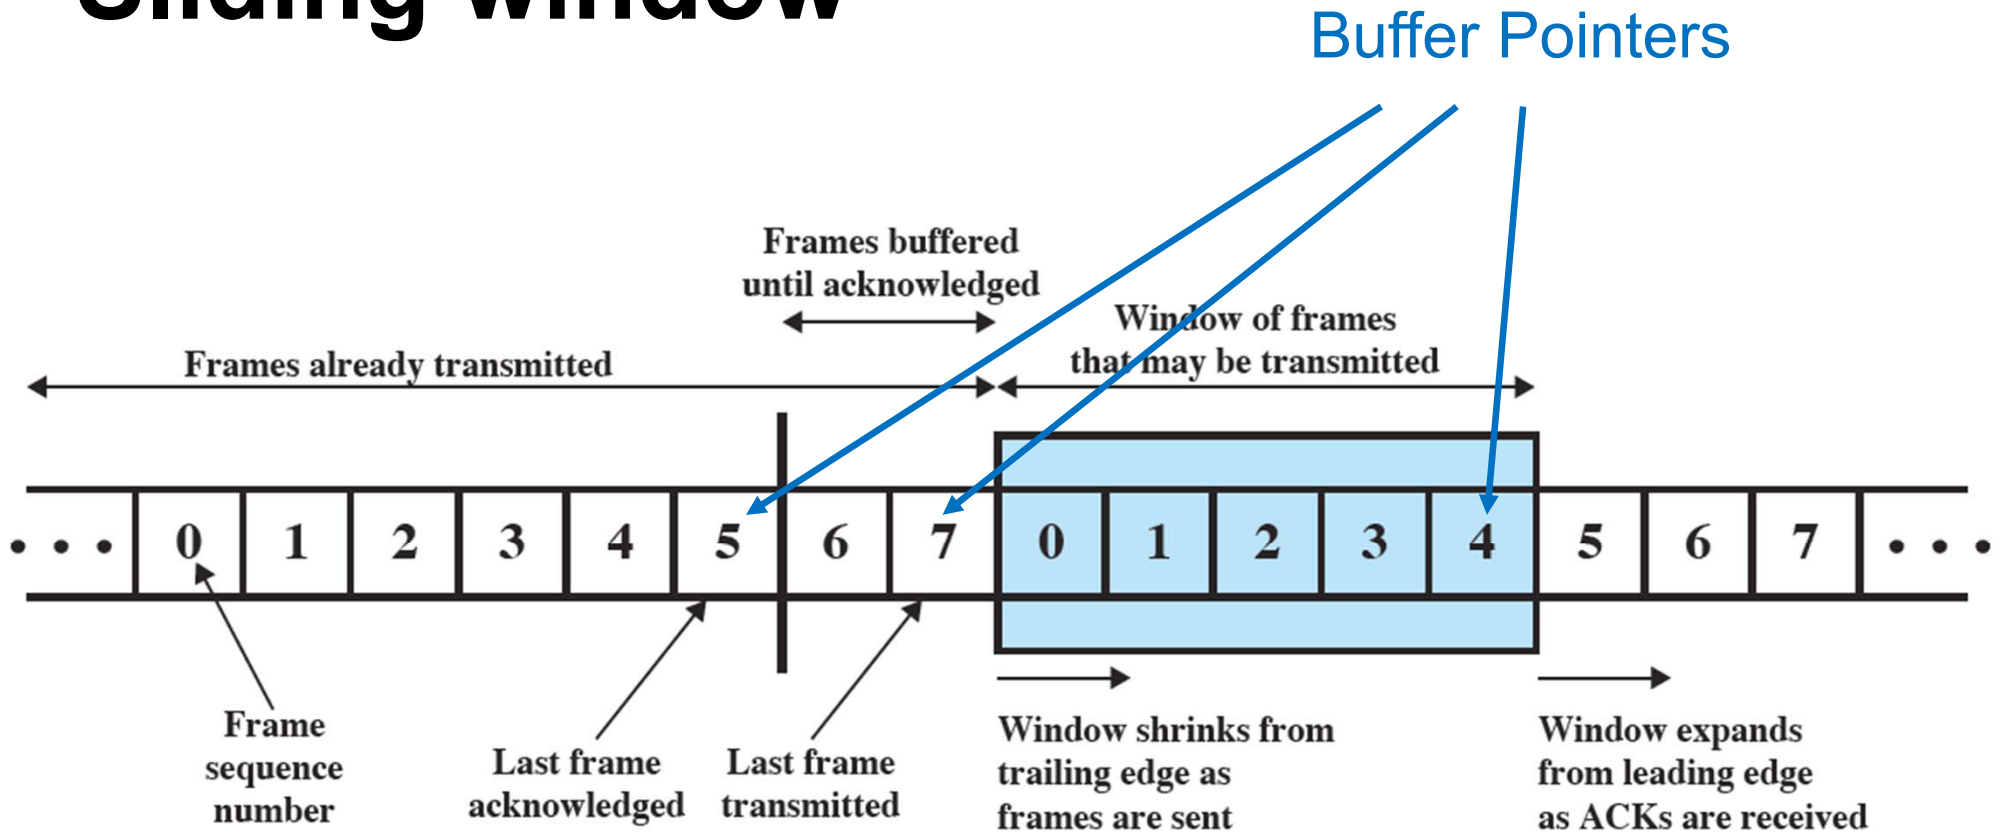 Sliding window
Buffer Pointers
Frames buffered
until acknowledged
Window of frames
that may be transmitted
Frames already transmitted
• • • 0 1 2 3 4 5 6 7 0 1 2 3 4 5 6 7 • • •
Frame
sequence
number
Last frame
acknowledged
Last frame
transmitted
Window shrinks from
trailing edge as
frames are sent
Window expands
from leading edge
as ACKs are received